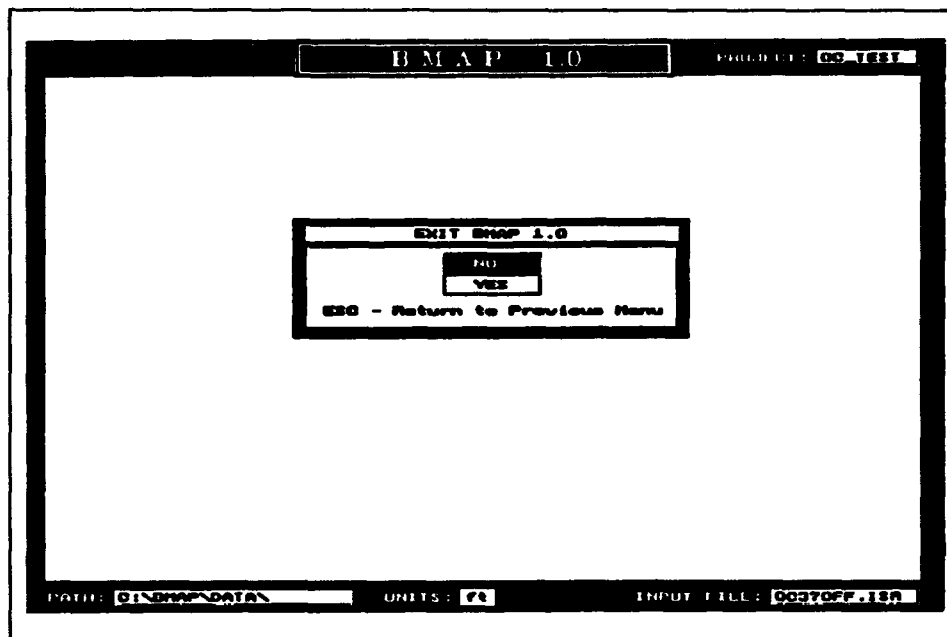 BMAP 1.0
PROJECT: OC TEST
EXIT BMAP 1.0
NO
YES
ESC - Return to Previous Menu
PATH: C:\BMAP\DATA\
UNITS: ft
INPUT FILE: OC370FF.ISR